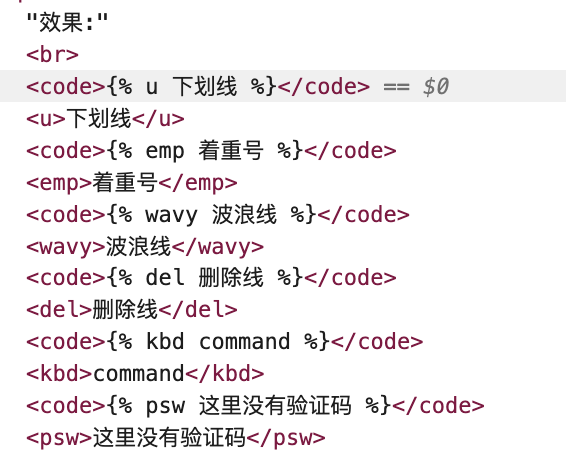 "效果:"
<br>
<code>{% u 下划线 %}</code> == $0
<u>下划线</u>
<code>{% emp 着重号 %}</code>
<emp>着重号</emp>
<code>{% wavy 波浪线 %}</code>
<wavy>波浪线</wavy>
<code>{% del 删除线 %}</code>
<del>删除线</del>
<code>{% kbd command %}</code>
<kbd>command</kbd>
<code>{% psw 这里没有验证码 %}</code>
<psw>这里没有验证码</psw>